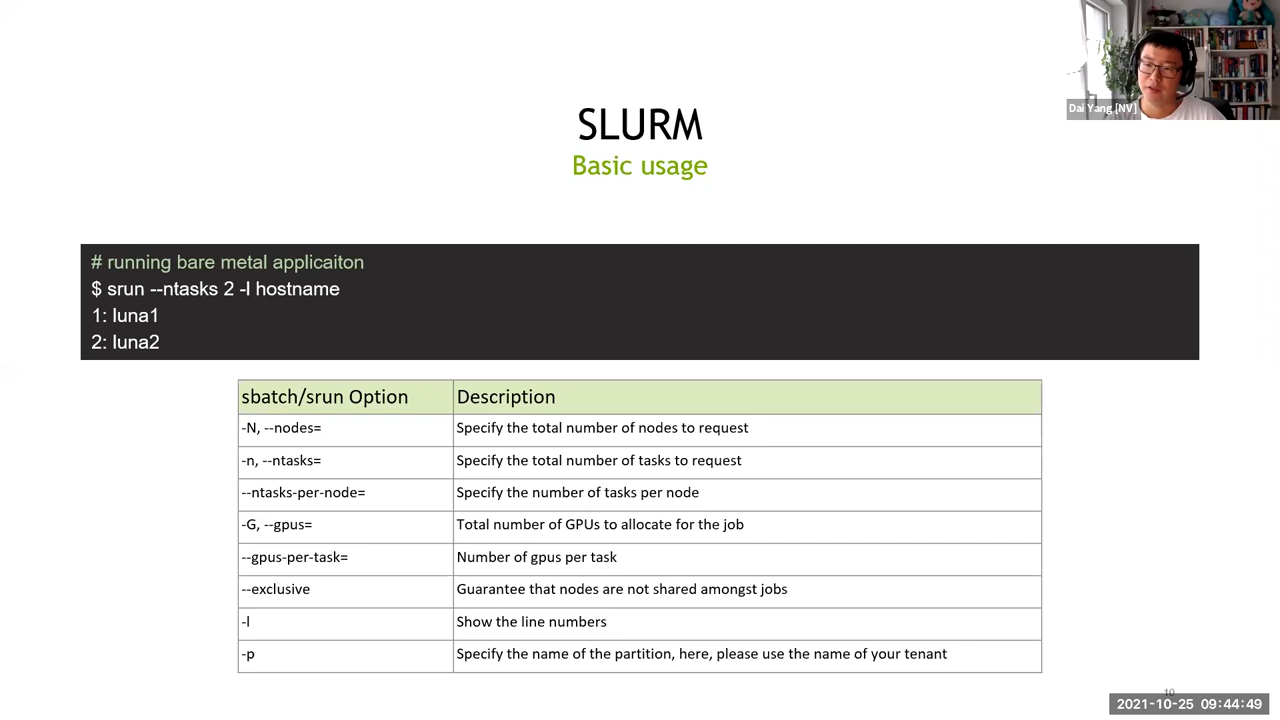 Dai Yang [NV]
SLURM
Basic usage
# running bare metal applicaiton
$ srun --ntasks 2 -l hostname
1: luna1
2: luna2
sbatch/srun Option Description
-N, --nodes= Specify the total number of nodes to request
-n, --ntasks= Specify the total number of tasks to request
--ntasks-per-node= Specify the number of tasks per node
-G, --gpus= Total number of GPUs to allocate for the job
--gpus-per-task= Number of gpus per task
--exclusive Guarantee that nodes are not shared amongst jobs
-l Show the line numbers
-p Specify the name of the partition, here, please use the name of your tenant
10
2021-10-25 09:44:49